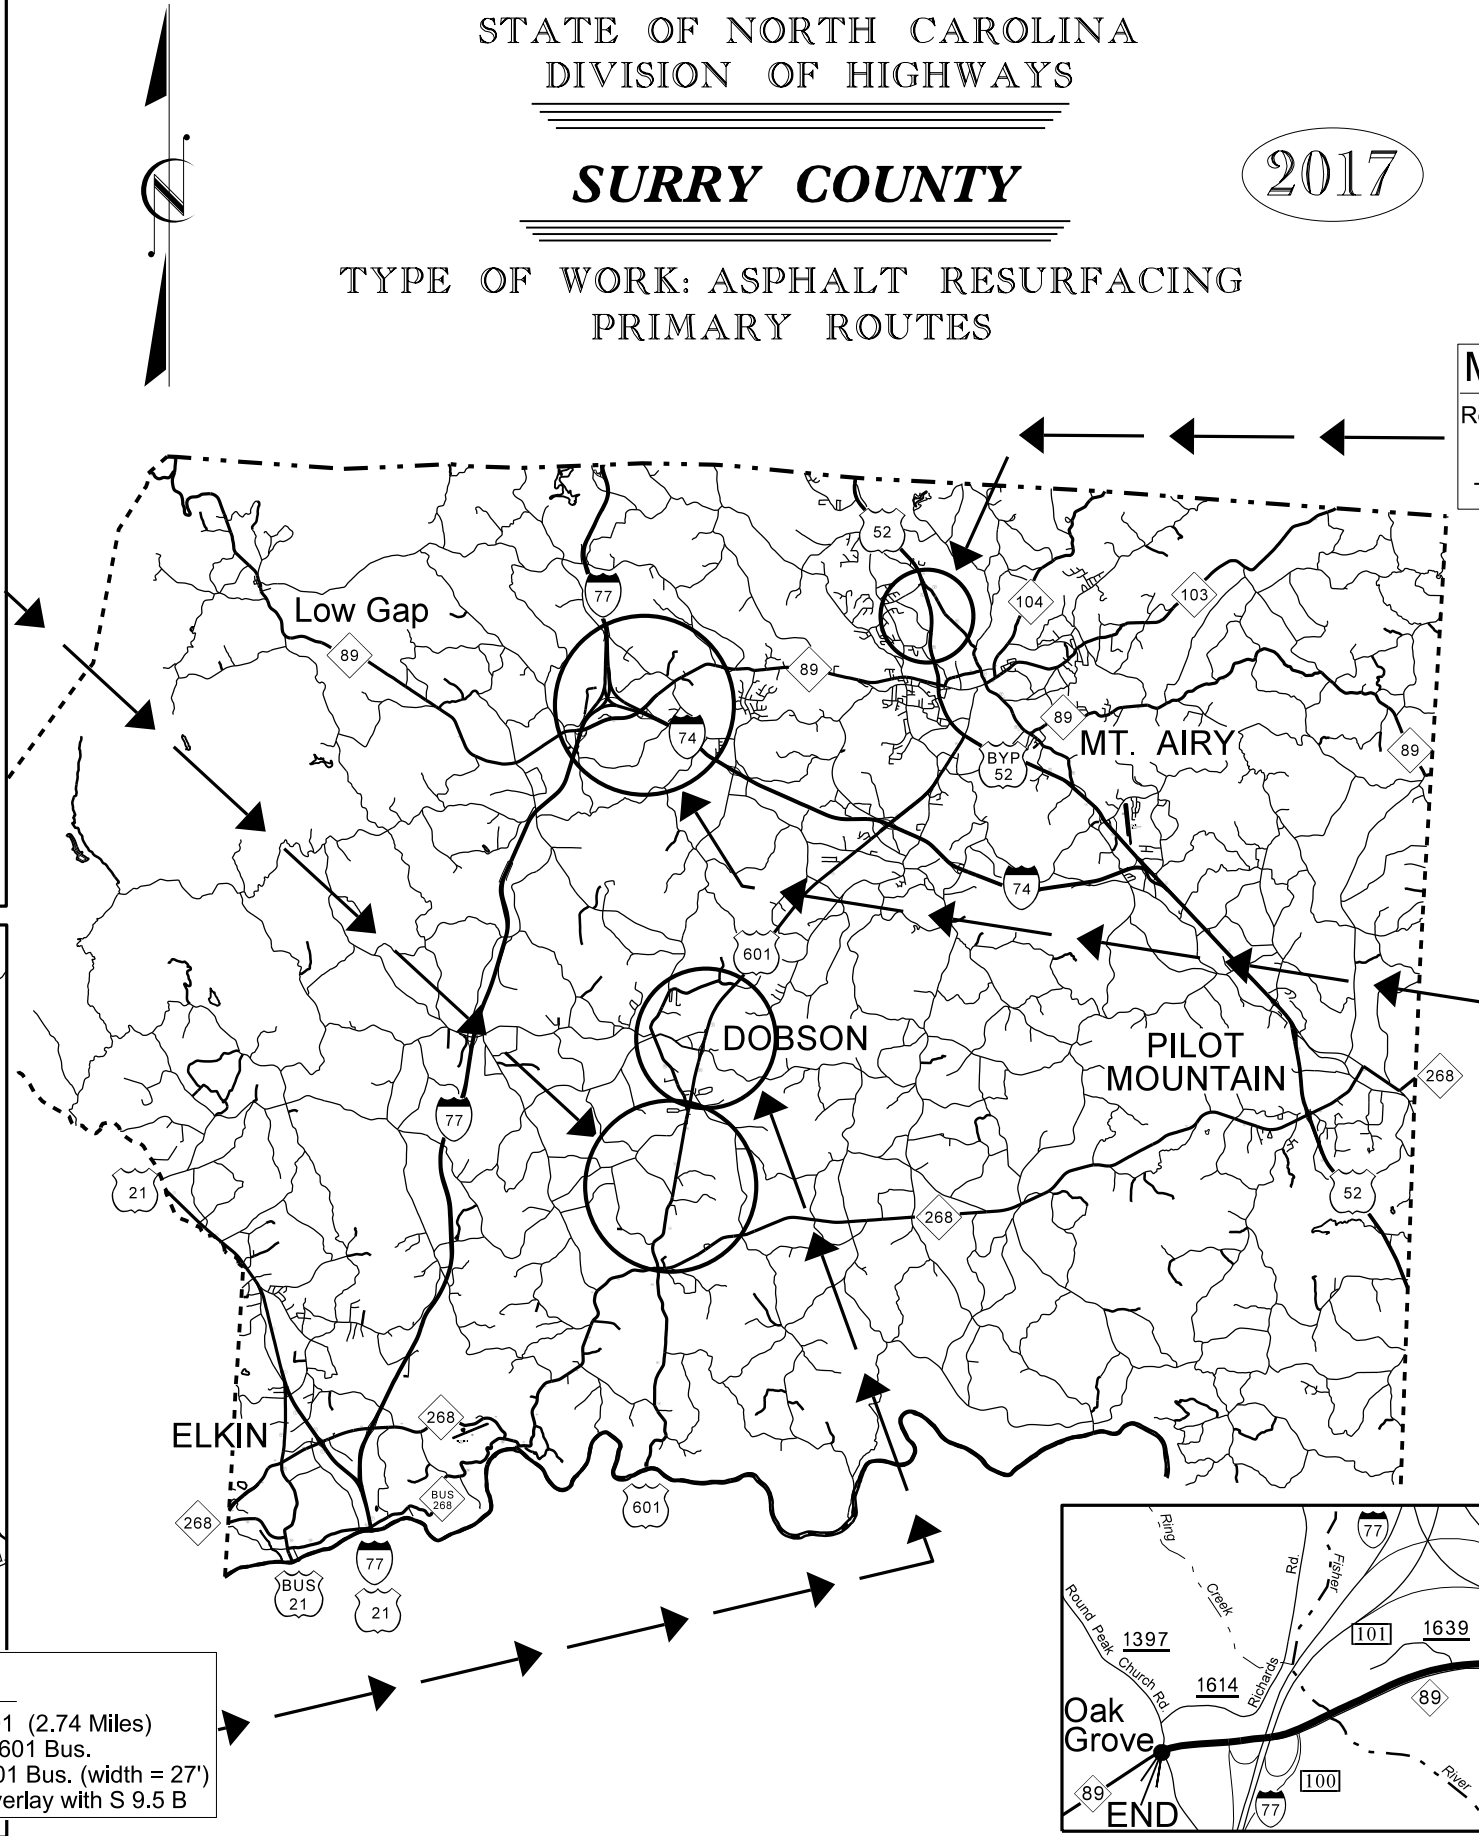 STATE OF NORTH CAROLINA
DIVISION OF HIGHWAYS
SURRY COUNTY
2017
TYPE OF WORK: ASPHALT RESURFACING
PRIMARY ROUTES
N
52
77
104
103
Low Gap
89
89
89
74
MT. AIRY
89
BYP
52
74
601
DOBSON
PILOT
MOUNTAIN
268
77
21
52
268
268
ELKIN
BUS
268
601
268
77
BUS
21
21
1 (2.74 Miles)
601 Bus.
01 Bus. (width = 27')
verlay with S 9.5 B
Ring
Creek
Rd.
Fisher
77
Round Peak
Church Rd.
1397
101
1639
1614
Richards
89
Oak
Grove
River
100
89
END
77